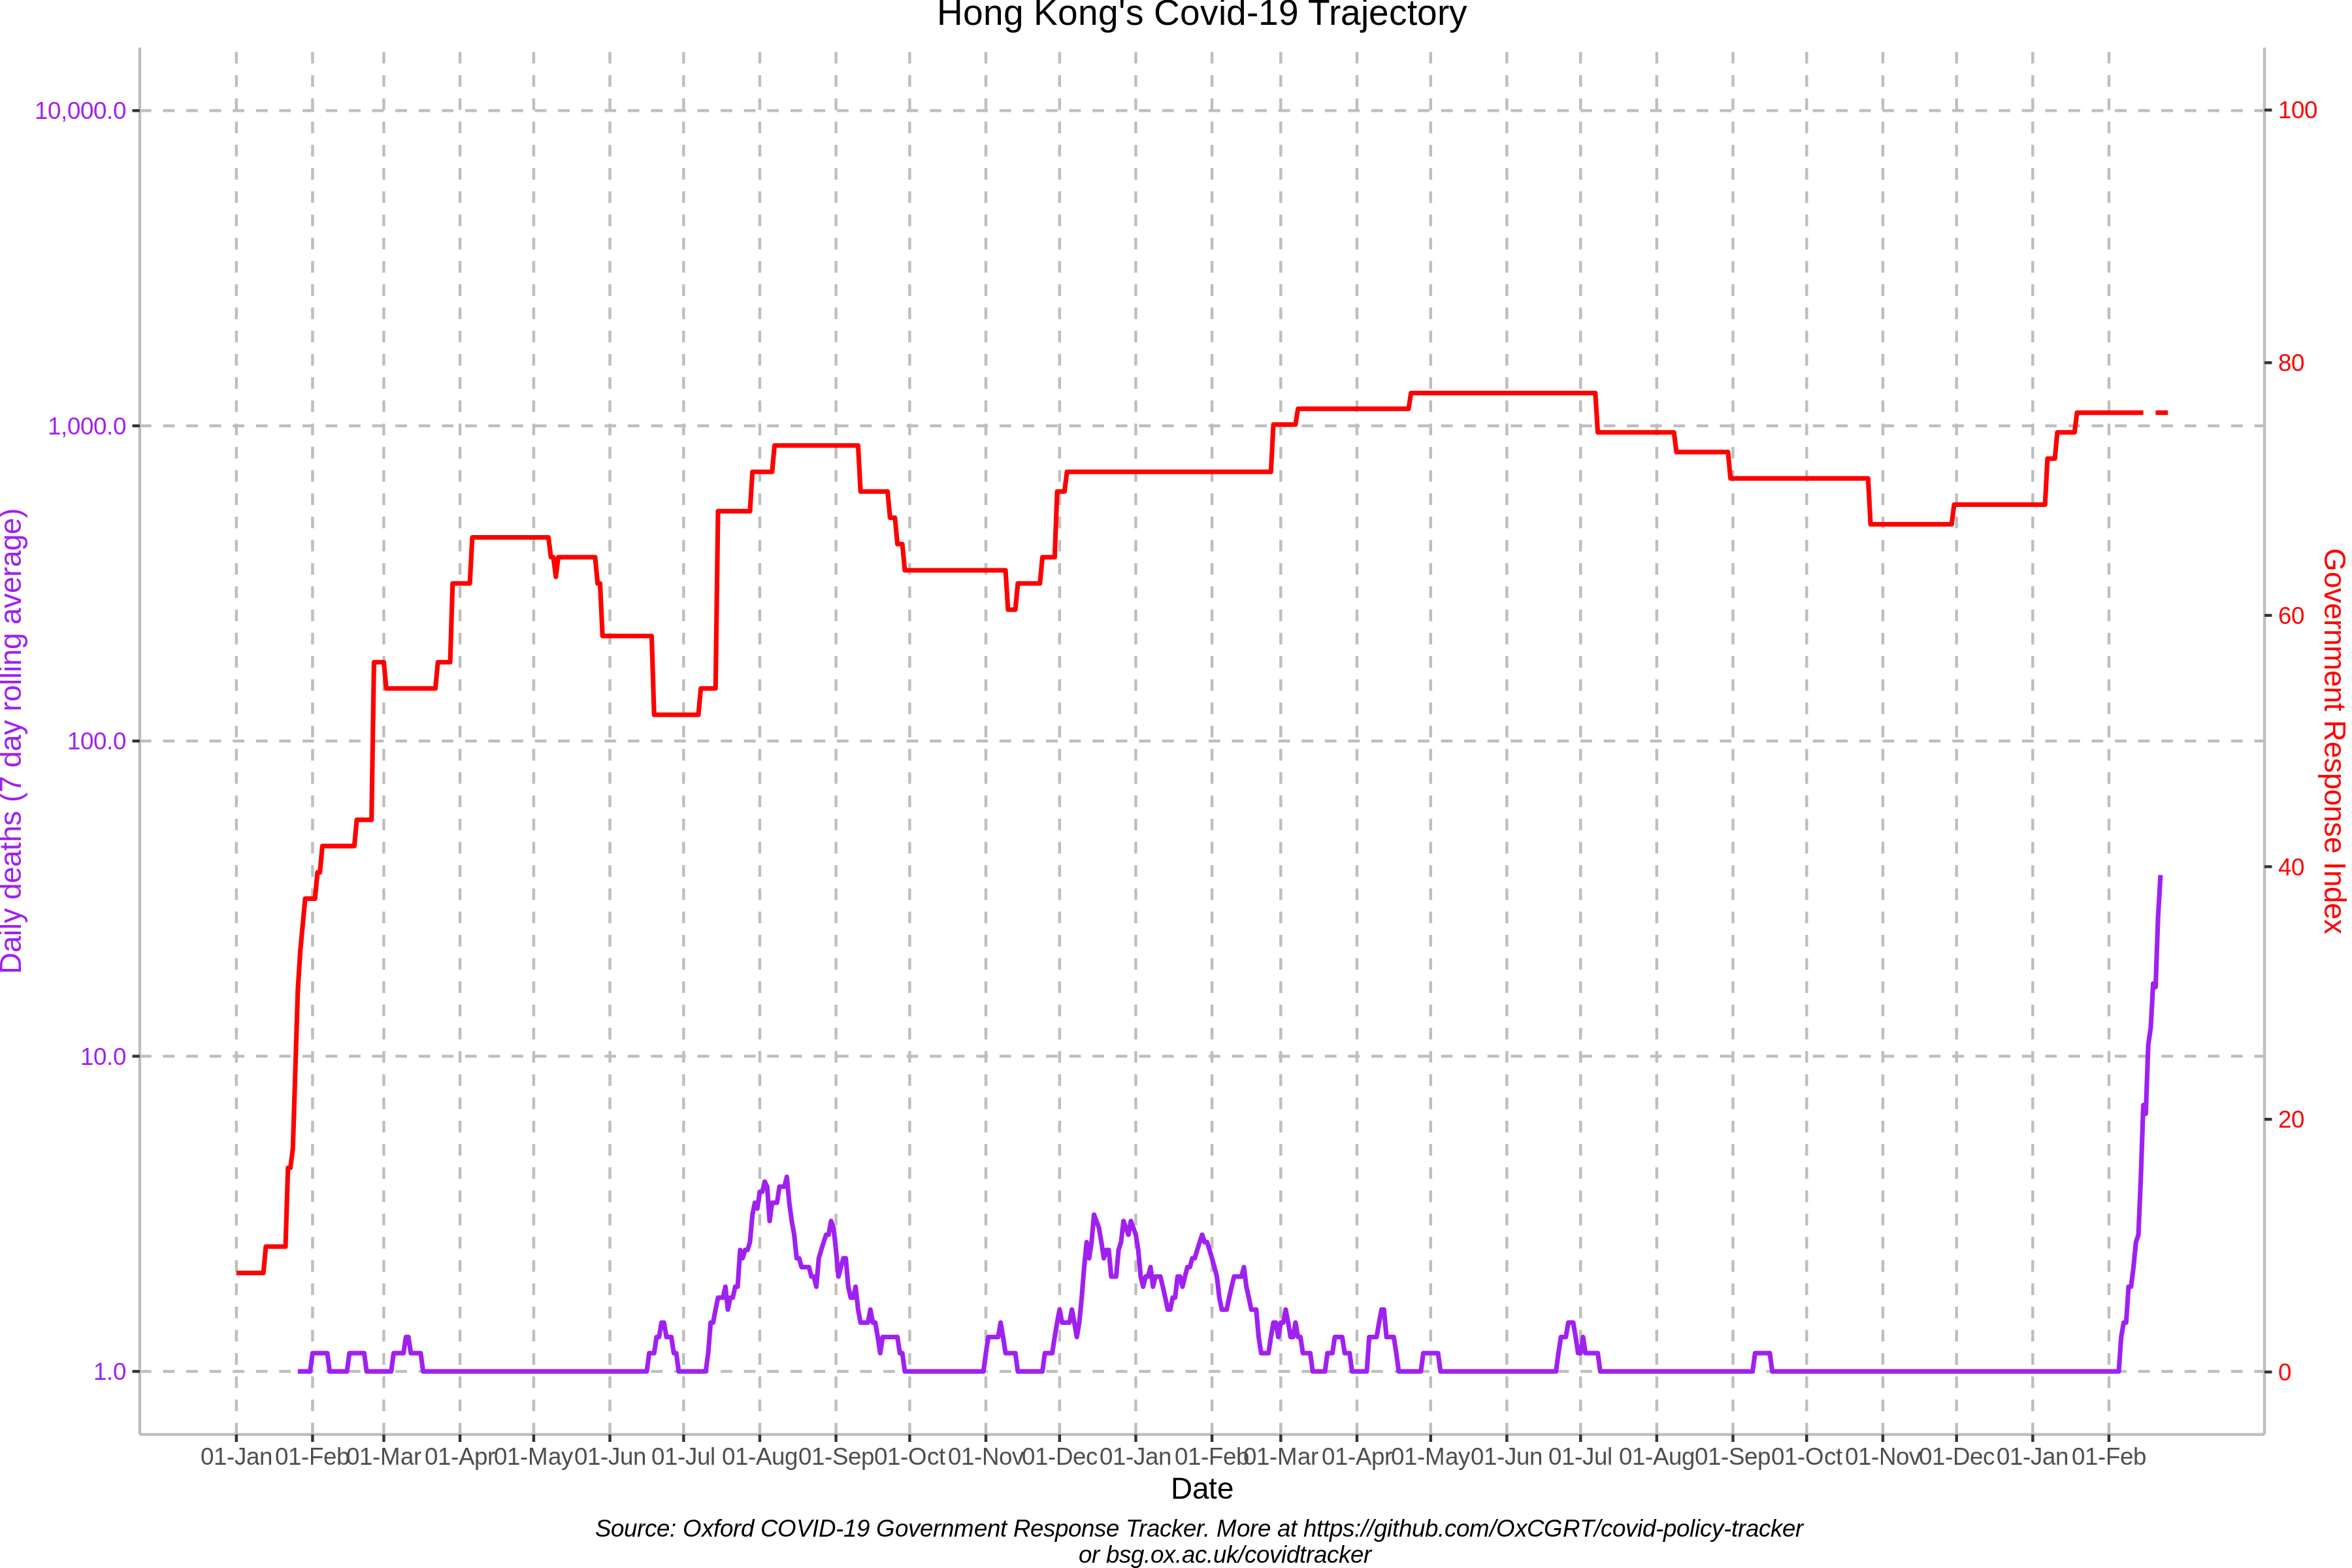 Hong Kong's Covid-19 Trajectory
10,000.0
1,000.0
100.0
10.0
1.0
Daily deaths (7 day rolling average)
100
80
60
40
20
0
Government Response Index
01-Jan 01-Feb 01-Mar 01-Apr 01-May 01-Jun 01-Jul 01-Aug 01-Sep 01-Oct 01-Nov 01-Dec 01-Jan 01-Feb 01-Mar 01-Apr 01-May 01-Jun 01-Jul 01-Aug 01-Sep 01-Oct 01-Nov 01-Dec 01-Jan 01-Feb
Date
Source: Oxford COVID-19 Government Response Tracker. More at https://github.com/OxCGRT/covid-policy-tracker
or bsg.ox.ac.uk/covidtracker